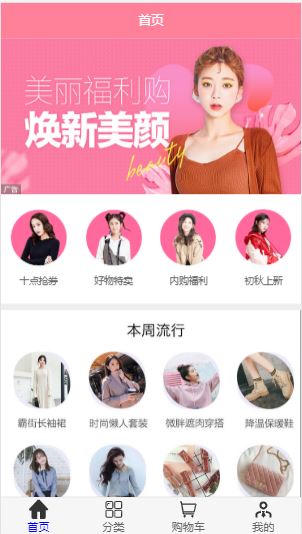 首页
美丽福利购
焕新美颜
beauty
广告
十点抢券
好物特卖
内购福利
初秋上新
本周流行
霸街长袖裙
时尚懒人套装
微胖遮肉穿搭
降温保暖鞋
首页
分类
购物车
我的